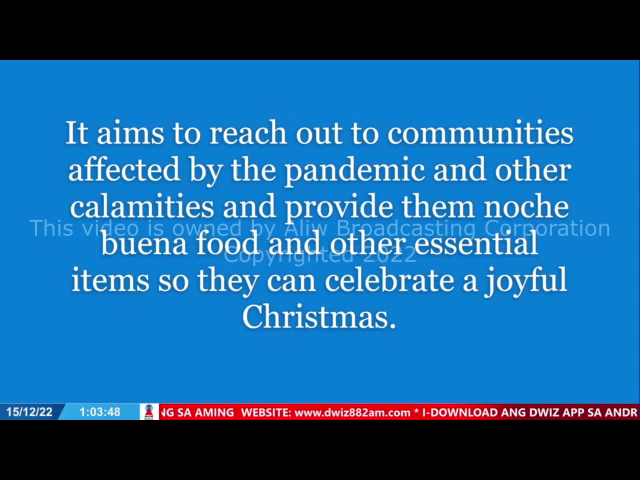 It aims to reach out to communities
affected by the pandemic and other
calamities and provide them noche
This video is owned by Aliw Broadcasting Corporation
buena food and other essential
Copyrighted 2022
items so they can celebrate a joyful
Christmas.
15/12/22 1:03:48 NG SA AMING WEBSITE: www.dwiz882am.com * I-DOWNLOAD ANG DWIZ APP SA ANDR